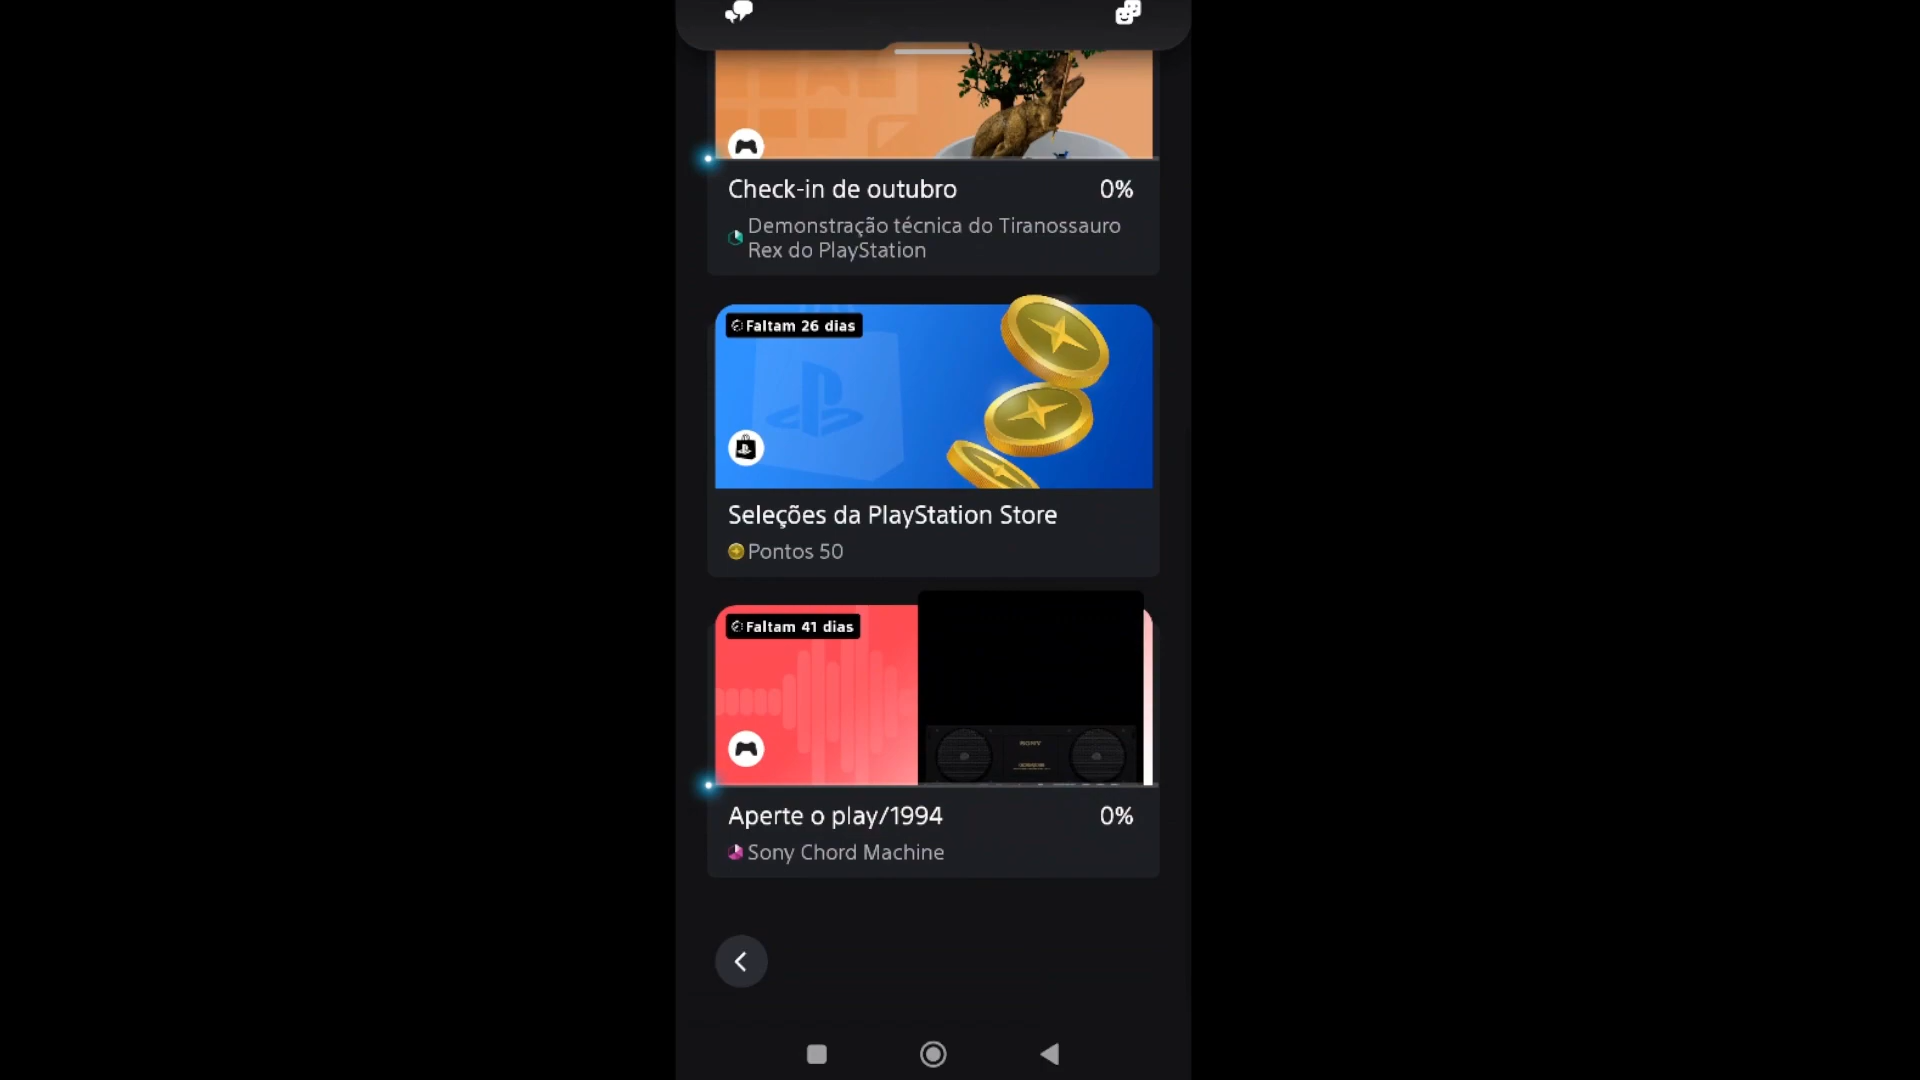 Check-in de outubro 0%
Demonstração técnica do Tiranossauro
Rex do PlayStation
Faltam 26 dias
Seleções da PlayStation Store
Pontos 50
Faltam 41 dias
SONY
Aperte o play/1994 0%
Sony Chord Machine